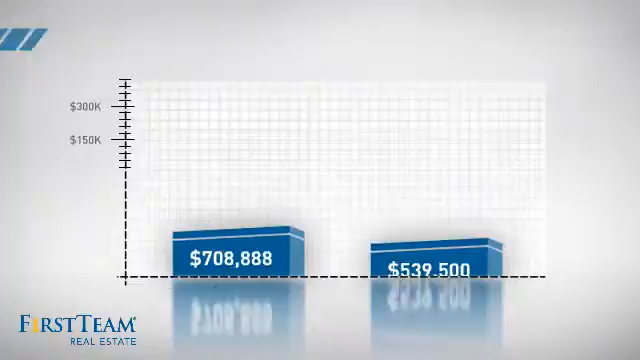 $300K
$150K
$708,888
$539,500
FIRSTTEAM®
REAL ESTATE